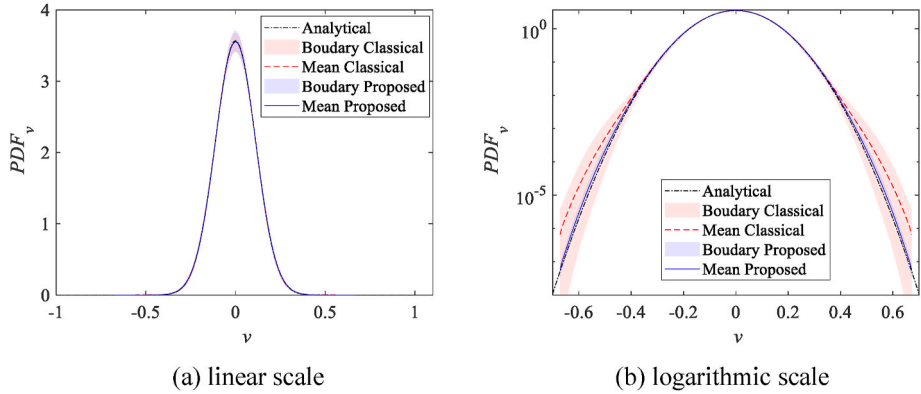 4
3
2
1
0
PDF_v
-1
-0.5
0
0.5
1
v
Analytical
Boudary Classical
Mean Classical
Boudary Proposed
Mean Proposed
(a) linear scale
10^0
10^-5
PDF_v
-0.6
-0.4
-0.2
0
0.2
0.4
0.6
v
Analytical
Boudary Classical
Mean Classical
Boudary Proposed
Mean Proposed
(b) logarithmic scale